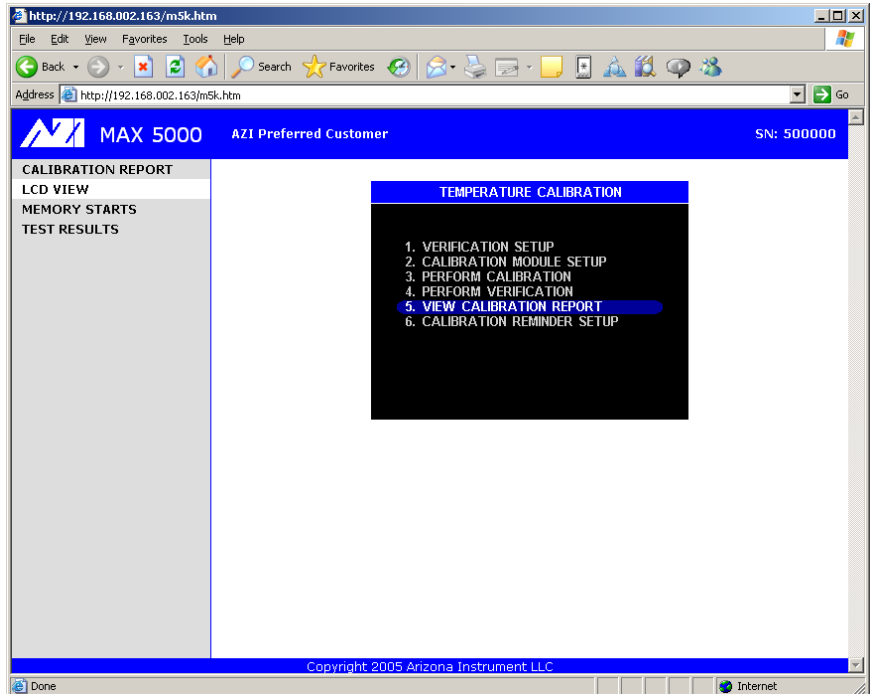 http://192.168.002.163/m5k.htm
File Edit View Favorites Tools Help
Back Search Favorites
Address http://192.168.002.163/m5k.htm Go
AZI MAX 5000 AZI Preferred Customer SN: 500000
CALIBRATION REPORT
LCD VIEW
MEMORY STARTS
TEST RESULTS
TEMPERATURE CALIBRATION
1. VERIFICATION SETUP
2. CALIBRATION MODULE SETUP
3. PERFORM CALIBRATION
4. PERFORM VERIFICATION
5. VIEW CALIBRATION REPORT
6. CALIBRATION REMINDER SETUP
Copyright 2005 Arizona Instrument LLC
Done Internet